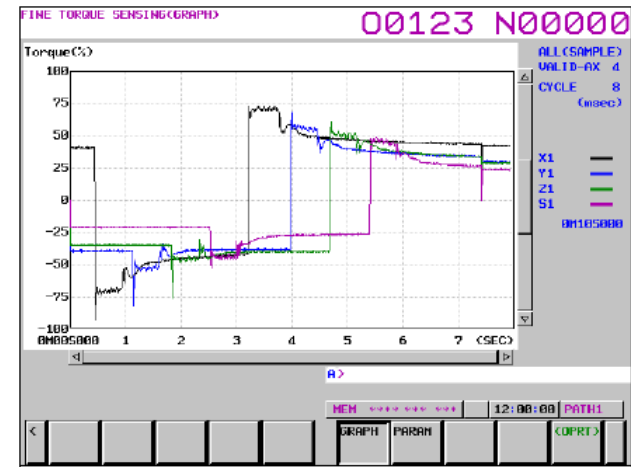 FINE TORQUE SENSING(GRAPH)
O0123 N00000
Torque(%)
ALL(SAMPLE)
VALID-AX 4
CYCLE 8
(msec)
100
75
50
25
0
-25
-50
-75
-100
X1
Y1
Z1
S1
0M10S000
0M00S000 1 2 3 4 5 6 7 (SEC)
A>
MEM **** *** *** 12:00:00 PATH1
< GRAPH PARAM (OPRT)